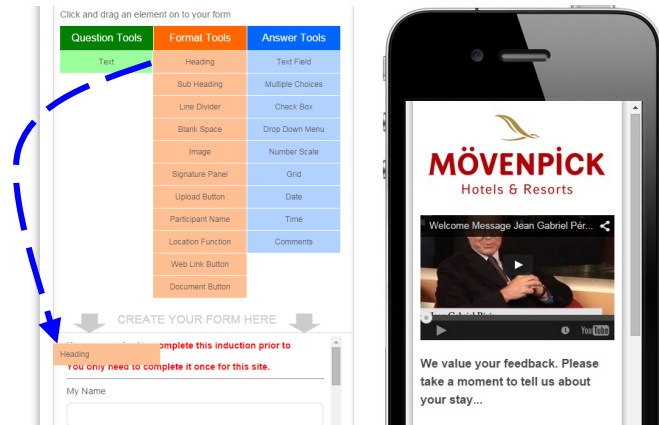 Click and drag an element on to your form
Question Tools
Format Tools
Answer Tools
Text
Heading
Text Field
Sub Heading
Multiple Choices
Line Divider
Check Box
Blank Space
Drop Down Menu
Image
Number Scale
Signature Panel
Grid
Upload Button
Date
Participant Name
Time
Location Function
Comments
Web Link Button
Document Button
CREATE YOUR FORM HERE
Heading
complete this induction prior to
You only need to complete it once for this site.
My Name
MÖVENPICK
Hotels & Resorts
Welcome Message Jean Gabriel Pér...
YouTube
We value your feedback. Please
take a moment to tell us about
your stay...